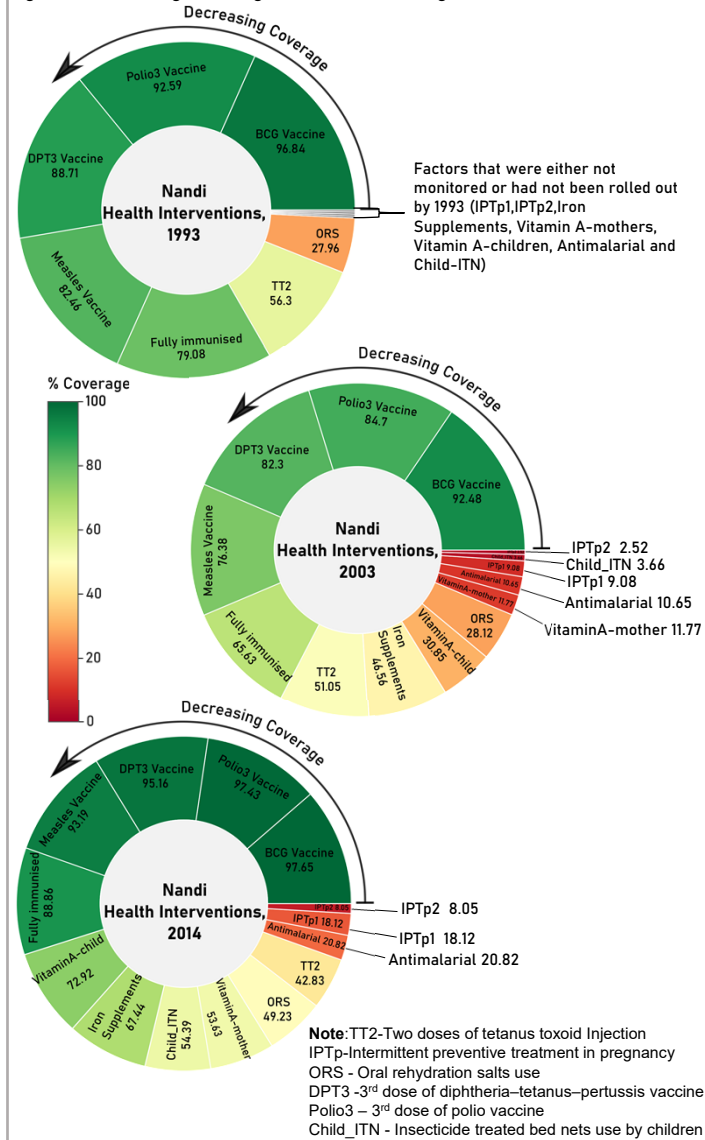 Decreasing Coverage
Polio3 Vaccine
92.59
BCG Vaccine
96.84
DPT3 Vaccine
88.71
Nandi
Health Interventions,
1993
Measles Vaccine
82.46
Fully immunised
79.08
TT2
56.3
ORS
27.96
Factors that were either not
monitored or had not been rolled out
by 1993 (IPTp1,IPTp2,Iron
Supplements, Vitamin A-mothers,
Vitamin A-children, Antimalarial and
Child-ITN)
% Coverage
100
80
60
40
20
0
Decreasing Coverage
Polio3 Vaccine
84.7
DPT3 Vaccine
82.3
BCG Vaccine
92.48
Measles Vaccine
76.38
Nandi
Health Interventions,
2003
Fully immunised
65.63
TT2
51.05
Iron
Supplements
46.56
VitaminA-child
30.85
ORS
28.12
VitaminA-mother 11.77
Antimalarial 10.65
IPTp1 9.08
IPTp2 2.52
Child_ITN 3.66
IPTp1 9.08
Antimalarial 10.65
VitaminA-mother 11.77
Decreasing Coverage
DPT3 Vaccine
95.16
Polio3 Vaccine
97.43
Measles Vaccine
93.19
BCG Vaccine
97.65
Fully immunised
88.86
Nandi
Health Interventions,
2014
VitaminA-child
72.92
Iron
Supplements
67.44
Child_ITN
54.39
VitaminA-mother
53.63
ORS
49.23
TT2
42.83
Antimalarial 20.82
IPTp1 18.12
IPTp2 8.05
IPTp2 8.05
IPTp1 18.12
Antimalarial 20.82
Note:TT2-Two doses of tetanus toxoid Injection
IPTp-Intermittent preventive treatment in pregnancy
ORS - Oral rehydration salts use
DPT3 -3rd dose of diphtheria–tetanus–pertussis vaccine
Polio3 – 3rd dose of polio vaccine
Child_ITN - Insecticide treated bed nets use by children